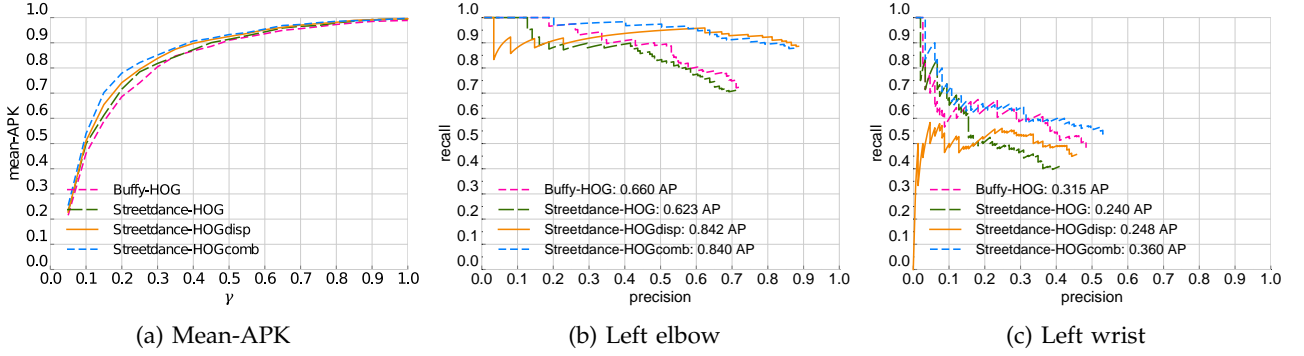 1.0
0.9
0.8
0.7
0.6
0.5
0.4
0.3
0.2
0.1
0.0
mean-APK
Buffy-HOG
Streetdance-HOG
Streetdance-HOGdisp
Streetdance-HOGcomb
0.1 0.2 0.3 0.4 0.5 0.6 0.7 0.8 0.9 1.0
γ
(a) Mean-APK
1.0
0.9
0.8
0.7
0.6
0.5
0.4
0.3
0.2
0.1
0.0
recall
Buffy-HOG: 0.660 AP
Streetdance-HOG: 0.623 AP
Streetdance-HOGdisp: 0.842 AP
Streetdance-HOGcomb: 0.840 AP
0.0 0.1 0.2 0.3 0.4 0.5 0.6 0.7 0.8 0.9 1.0
precision
(b) Left elbow
1.0
0.9
0.8
0.7
0.6
0.5
0.4
0.3
0.2
0.1
0.0
recall
Buffy-HOG: 0.315 AP
Streetdance-HOG: 0.240 AP
Streetdance-HOGdisp: 0.248 AP
Streetdance-HOGcomb: 0.360 AP
0.0 0.1 0.2 0.3 0.4 0.5 0.6 0.7 0.8 0.9 1.0
precision
(c) Left wrist